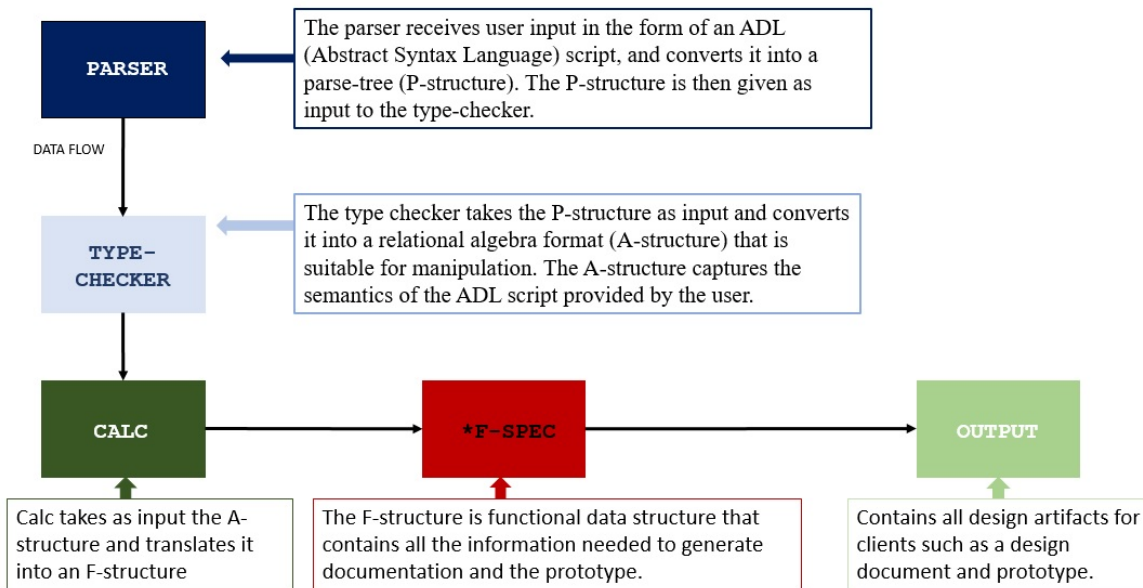 PARSER
The parser receives user input in the form of an ADL
(Abstract Syntax Language) script, and converts it into a
parse-tree (P-structure). The P-structure is then given as
input to the type-checker.
DATA FLOW
TYPE-
CHECKER
The type checker takes the P-structure as input and converts
it into a relational algebra format (A-structure) that is
suitable for manipulation. The A-structure captures the
semantics of the ADL script provided by the user.
CALC
*F-SPEC
OUTPUT
Calc takes as input the A-
structure and translates it
into an F-structure
The F-structure is functional data structure that
contains all the information needed to generate
documentation and the prototype.
Contains all design artifacts for
clients such as a design
document and prototype.